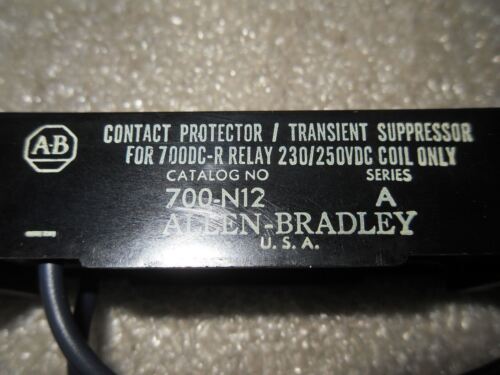 A-B
CONTACT PROTECTOR / TRANSIENT SUPPRESSOR
FOR 700DC-R RELAY 230/250VDC COIL ONLY
CATALOG NO SERIES
700-N12 A
ALLEN-BRADLEY
U.S.A.